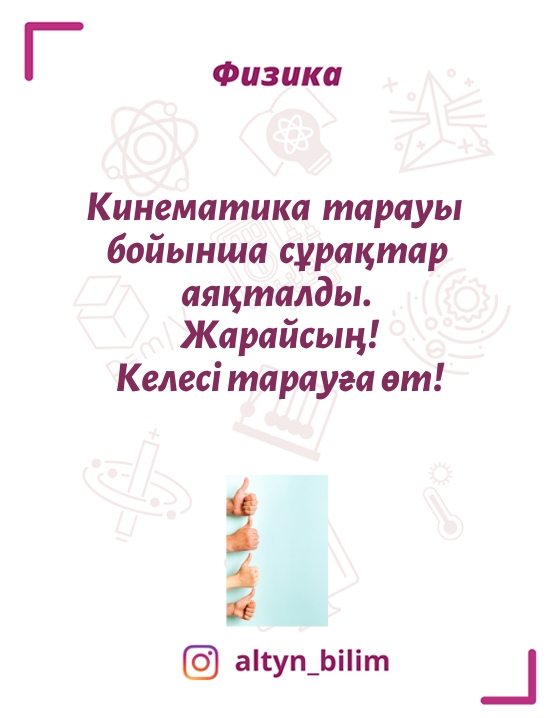 Физика
Кинематика тарауы
бойынша сұрақтар
аяқталды.
Жарайсың!
Келесі тарауға өт!
altyn_bilim